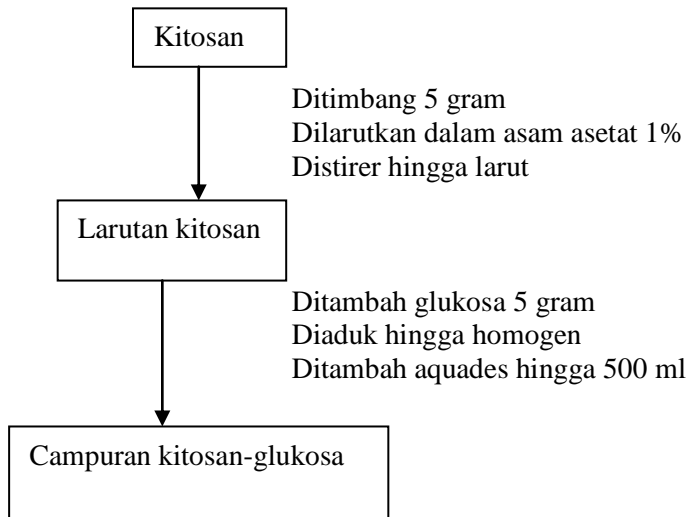 Kitosan
Ditimbang 5 gram
Dilarutkan dalam asam asetat 1%
Distirer hingga larut
Larutan kitosan
Ditambah glukosa 5 gram
Diaduk hingga homogen
Ditambah aquades hingga 500 ml
Campuran kitosan-glukosa